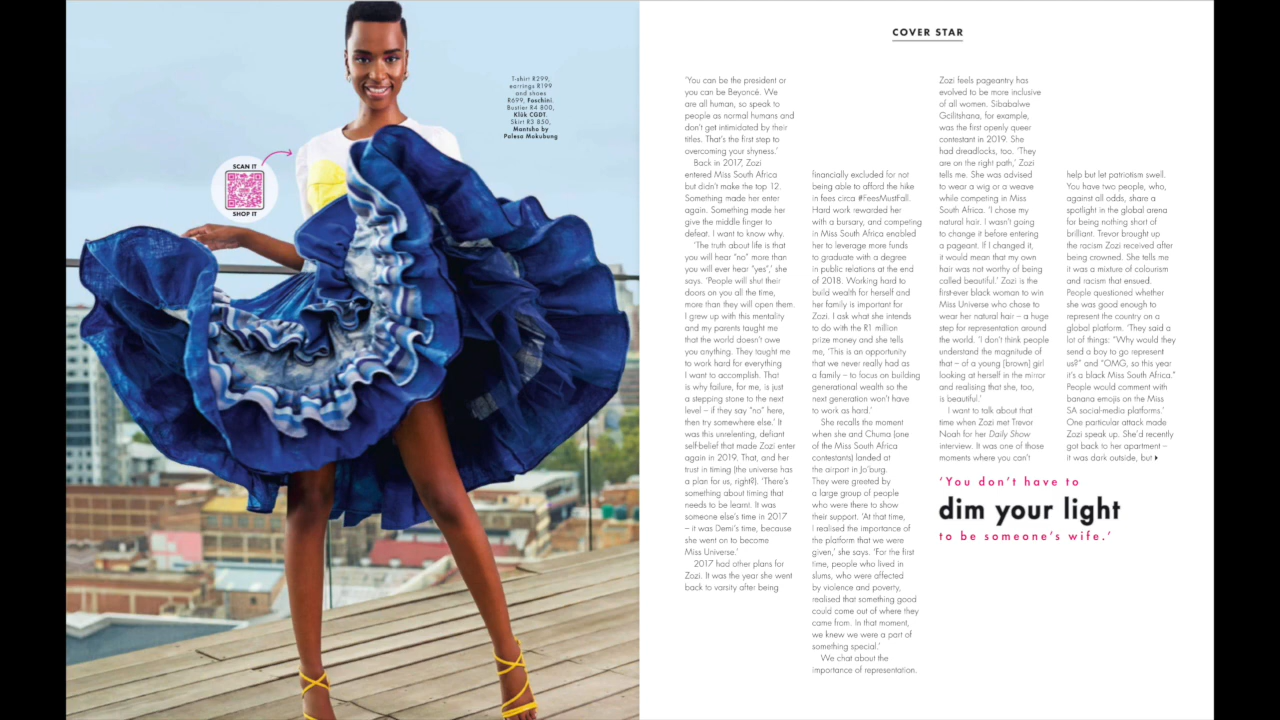 T-shirt R299,
earrings R199
and shoes
R699, Foschini.
Bustier R4 800,
Klûk CGDT.
Skirt R3 850,
Mantsho by
Palesa Mokubung
SCAN IT
SHOP IT
COVER STAR
‘You can be the president or
you can be Beyoncé. We
are all human, so speak to
people as normal humans and
don’t get intimidated by their
titles. That’s the first step to
overcoming your shyness.’
Back in 2017, Zozi
entered Miss South Africa
but didn’t make the top 12.
Something made her enter
again. Something made her
give the middle finger to
defeat. I want to know why.
‘The truth about life is that
you will hear “no” more than
you will ever hear “yes”,’ she
says. ‘People will shut their
doors on you all the time,
more than they will open them.
I grew up with this mentality
and my parents taught me
that the world doesn’t owe
you anything. They taught me
to work hard for everything
I want to accomplish. That
is why failure, for me, is just
a stepping stone to the next
level – if they say “no” here,
then try somewhere else.’ It
was this unrelenting, defiant
self-belief that made Zozi enter
again in 2019. That, and her
trust in timing (the universe has
a plan for us, right?). ‘There’s
something about timing that
needs to be learnt. It was
someone else’s time in 2017
– it was Demi’s time, because
she went on to become
Miss Universe.’
2017 had other plans for
Zozi. It was the year she went
back to varsity after being
financially excluded for not
being able to afford the hike
in fees circa #FeesMustFall.
Hard work rewarded her
with a bursary, and competing
in Miss South Africa enabled
her to leverage more funds
to graduate with a degree
in public relations at the end
of 2018. Working hard to
build wealth for herself and
her family is important for
Zozi. I ask what she intends
to do with the R1 million
prize money and she tells
me, ‘This is an opportunity
that we never really had as
a family – to focus on building
generational wealth so the
next generation won’t have
to work as hard.’
She recalls the moment
when she and Chuma (one
of the Miss South Africa
contestants) landed at
the airport in Jo’burg.
They were greeted by
a large group of people
who were there to show
their support. ‘At that time,
I realised the importance of
the platform that we were
given,’ she says. ‘For the first
time, people who lived in
slums, who were affected
by violence and poverty,
realised that something good
could come out of where they
came from. In that moment,
we knew we were a part of
something special.’
We chat about the
importance of representation.
Zozi feels pageantry has
evolved to be more inclusive
of all women. Sibabalwe
Gcilitshana, for example,
was the first openly queer
contestant in 2019. She
had dreadlocks, too. ‘They
are on the right path,’ Zozi
tells me. She was advised
to wear a wig or a weave
while competing in Miss
South Africa. ‘I chose my
natural hair. I wasn’t going
to change it before entering
a pageant. If I changed it,
it would mean that my own
hair was not worthy of being
called beautiful.’ Zozi is the
first-ever black woman to win
Miss Universe who chose to
wear her natural hair – a huge
step for representation around
the world. ‘I don’t think people
understand the magnitude of
that – of a young [brown] girl
looking at herself in the mirror
and realising that she, too,
is beautiful.’
I want to talk about that
time when Zozi met Trevor
Noah for her Daily Show
interview. It was one of those
moments where you can’t
help but let patriotism swell.
You have two people, who,
against all odds, share a
spotlight in the global arena
for being nothing short of
brilliant. Trevor brought up
the racism Zozi received after
being crowned. She tells me
it was a mixture of colourism
and racism that ensued.
People questioned whether
she was good enough to
represent the country on a
global platform. ‘They said a
lot of things: “Why would they
send a boy to go represent
us?” and “OMG, so this year
it’s a black Miss South Africa.”
People would comment with
banana emojis on the Miss
SA social-media platforms.’
One particular attack made
Zozi speak up. She’d recently
got back to her apartment –
it was dark outside, but
‘You don’t have to
dim your light
to be someone’s wife.’